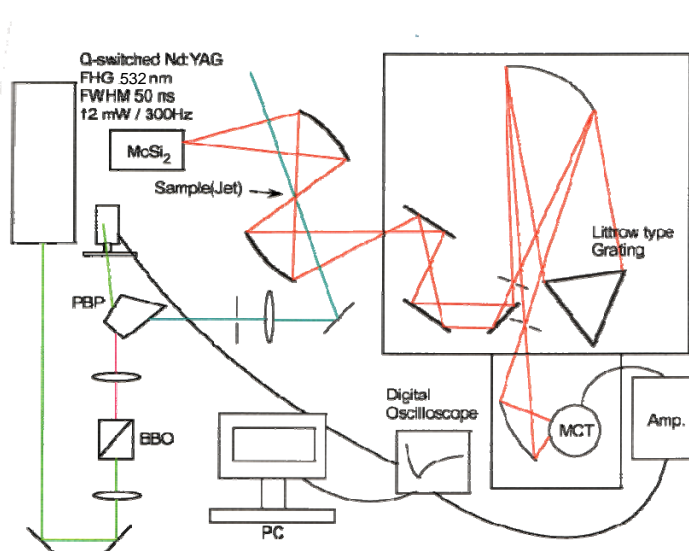 Q-switched Nd:YAG
FHG 532 nm
FWHM 50 ns
12 mW / 300Hz
McSi2
Sample(Jet)
Littrow type
Grating
PBP
BBO
Digital
Oscilloscope
MCT
Amp.
PC